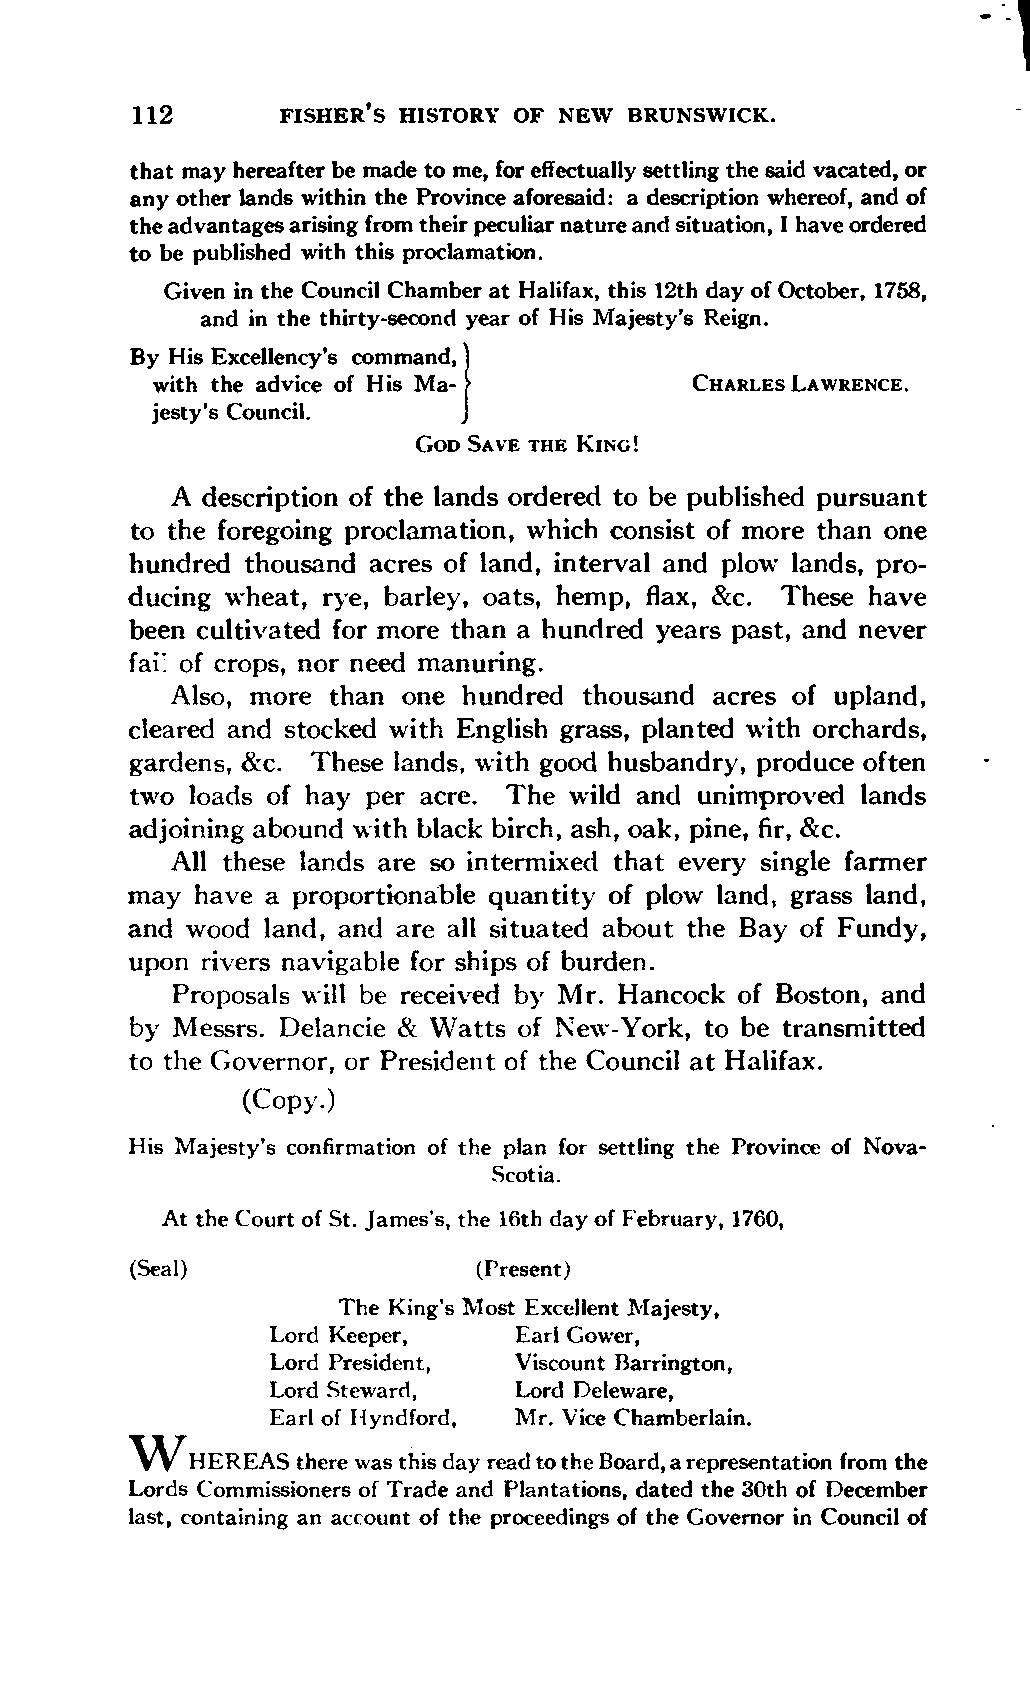 112 FISHER'S HISTORY OF NEW BRUNSWICK.
that may hereafter be made to me, for effectually settling the said vacated, or
any other lands within the Province aforesaid: a description whereof, and of
the advantages arising from their peculiar nature and situation, I have ordered
to be published with this proclamation.
Given in the Council Chamber at Halifax, this 12th day of October, 1758,
and in the thirty-second year of His Majesty's Reign.
By His Excellency's command,
with the advice of His Ma- CHARLES LAWRENCE.
jesty's Council.
GOD SAVE THE KING!
A description of the lands ordered to be published pursuant
to the foregoing proclamation, which consist of more than one
hundred thousand acres of land, interval and plow lands, pro-
ducing wheat, rye, barley, oats, hemp, flax, &c. These have
been cultivated for more than a hundred years past, and never
fail of crops, nor need manuring.
Also, more than one hundred thousand acres of upland,
cleared and stocked with English grass, planted with orchards,
gardens, &c. These lands, with good husbandry, produce often
two loads of hay per acre. The wild and unimproved lands
adjoining abound with black birch, ash, oak, pine, fir, &c.
All these lands are so intermixed that every single farmer
may have a proportionable quantity of plow land, grass land,
and wood land, and are all situated about the Bay of Fundy,
upon rivers navigable for ships of burden.
Proposals will be received by Mr. Hancock of Boston, and
by Messrs. Delancie & Watts of New-York, to be transmitted
to the Governor, or President of the Council at Halifax.
(Copy.)
His Majesty's confirmation of the plan for settling the Province of Nova-
Scotia.
At the Court of St. James's, the 16th day of February, 1760,
(Seal) (Present)
The King's Most Excellent Majesty,
Lord Keeper, Earl Gower,
Lord President, Viscount Barrington,
Lord Steward, Lord Deleware,
Earl of Hyndford, Mr. Vice Chamberlain.
WHEREAS there was this day read to the Board, a representation from the
Lords Commissioners of Trade and Plantations, dated the 30th of December
last, containing an account of the proceedings of the Governor in Council of